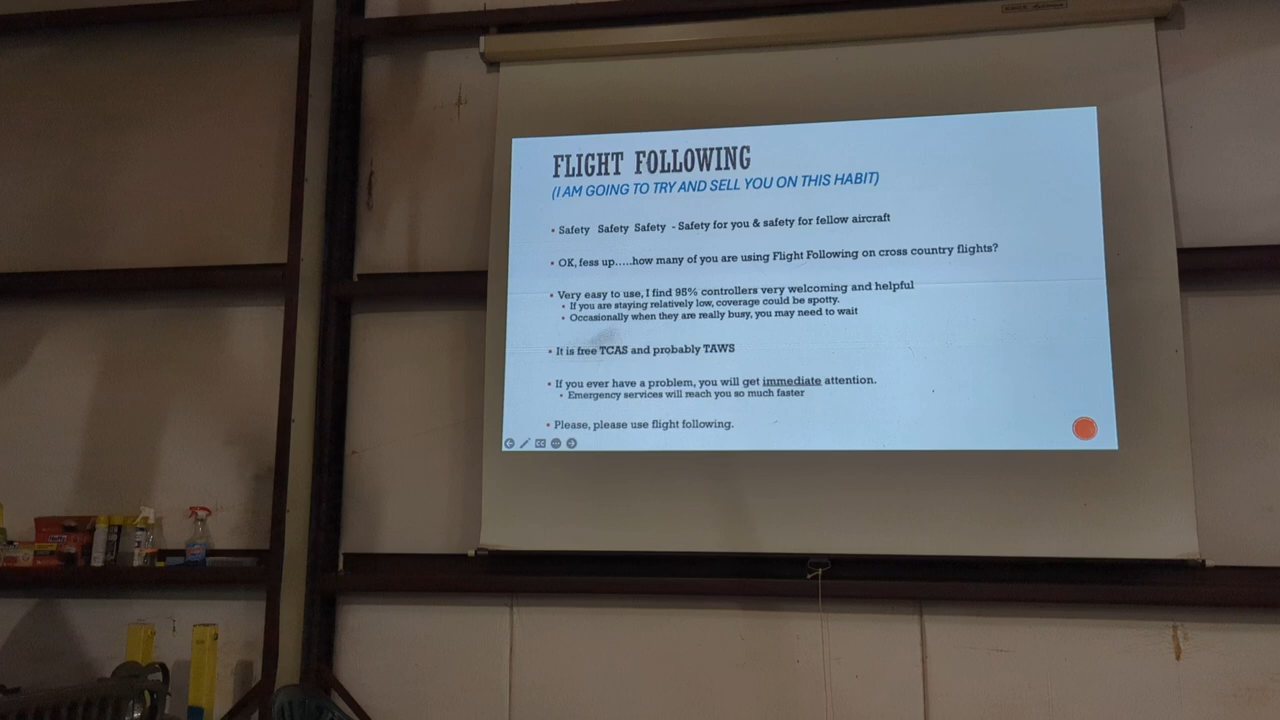 FLIGHT FOLLOWING
(I AM GOING TO TRY AND SELL YOU ON THIS HABIT)
• Safety Safety Safety - Safety for you & safety for fellow aircraft
• OK, fess up.....how many of you are using Flight Following on cross country flights?
• Very easy to use, I find 95% controllers very welcoming and helpful
• If you are staying relatively low, coverage could be spotty.
• Occasionally when they are really busy, you may need to wait
• It is free TCAS and probably TAWS
• If you ever have a problem, you will get immediate attention.
• Emergency services will reach you so much faster
• Please, please use flight following.